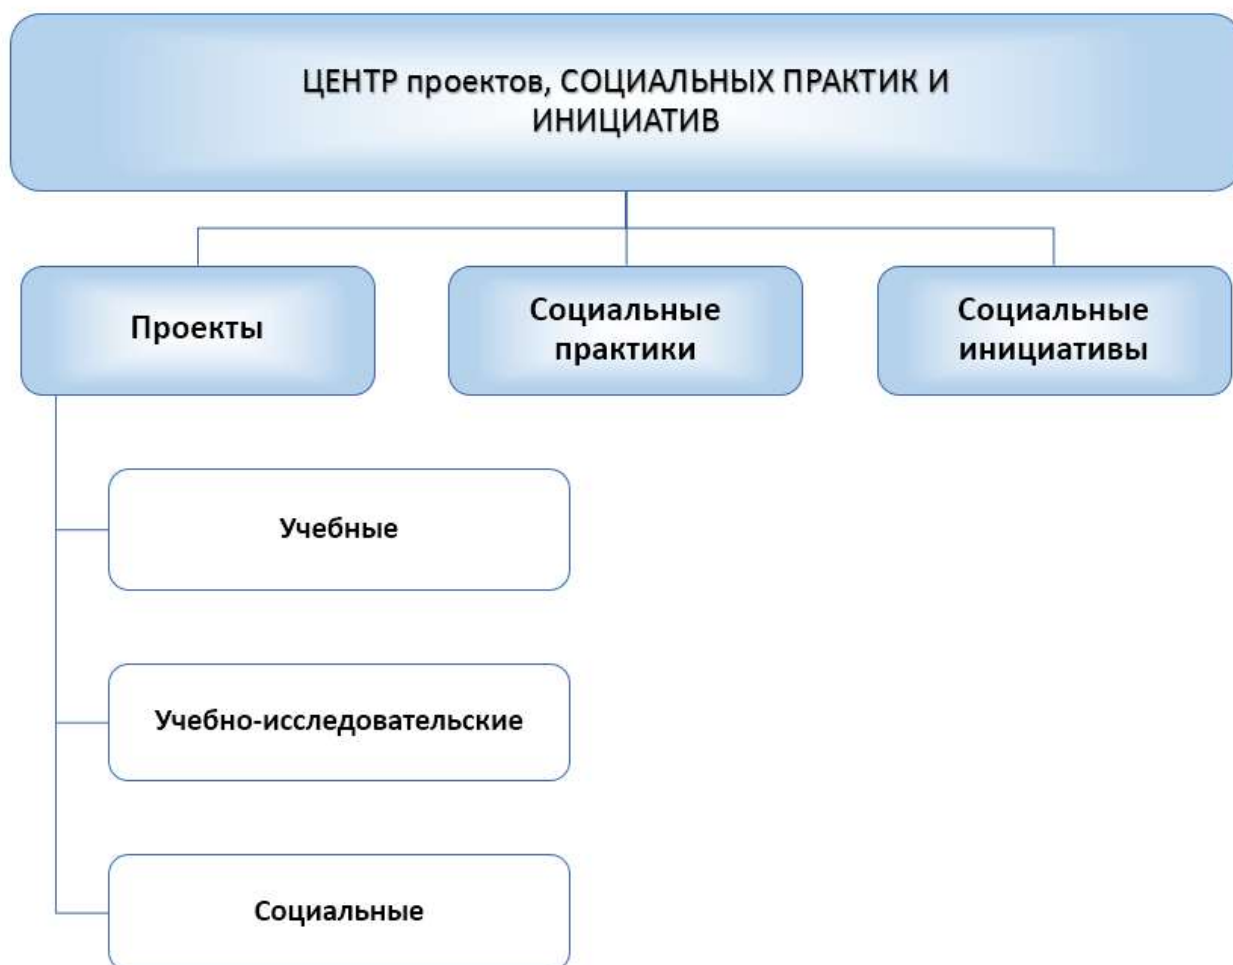 ЦЕНТР проектов, СОЦИАЛЬНЫХ ПРАКТИК И
ИНИЦИАТИВ
Проекты
Социальные
практики
Социальные
инициативы
Учебные
Учебно-исследовательские
Социальные